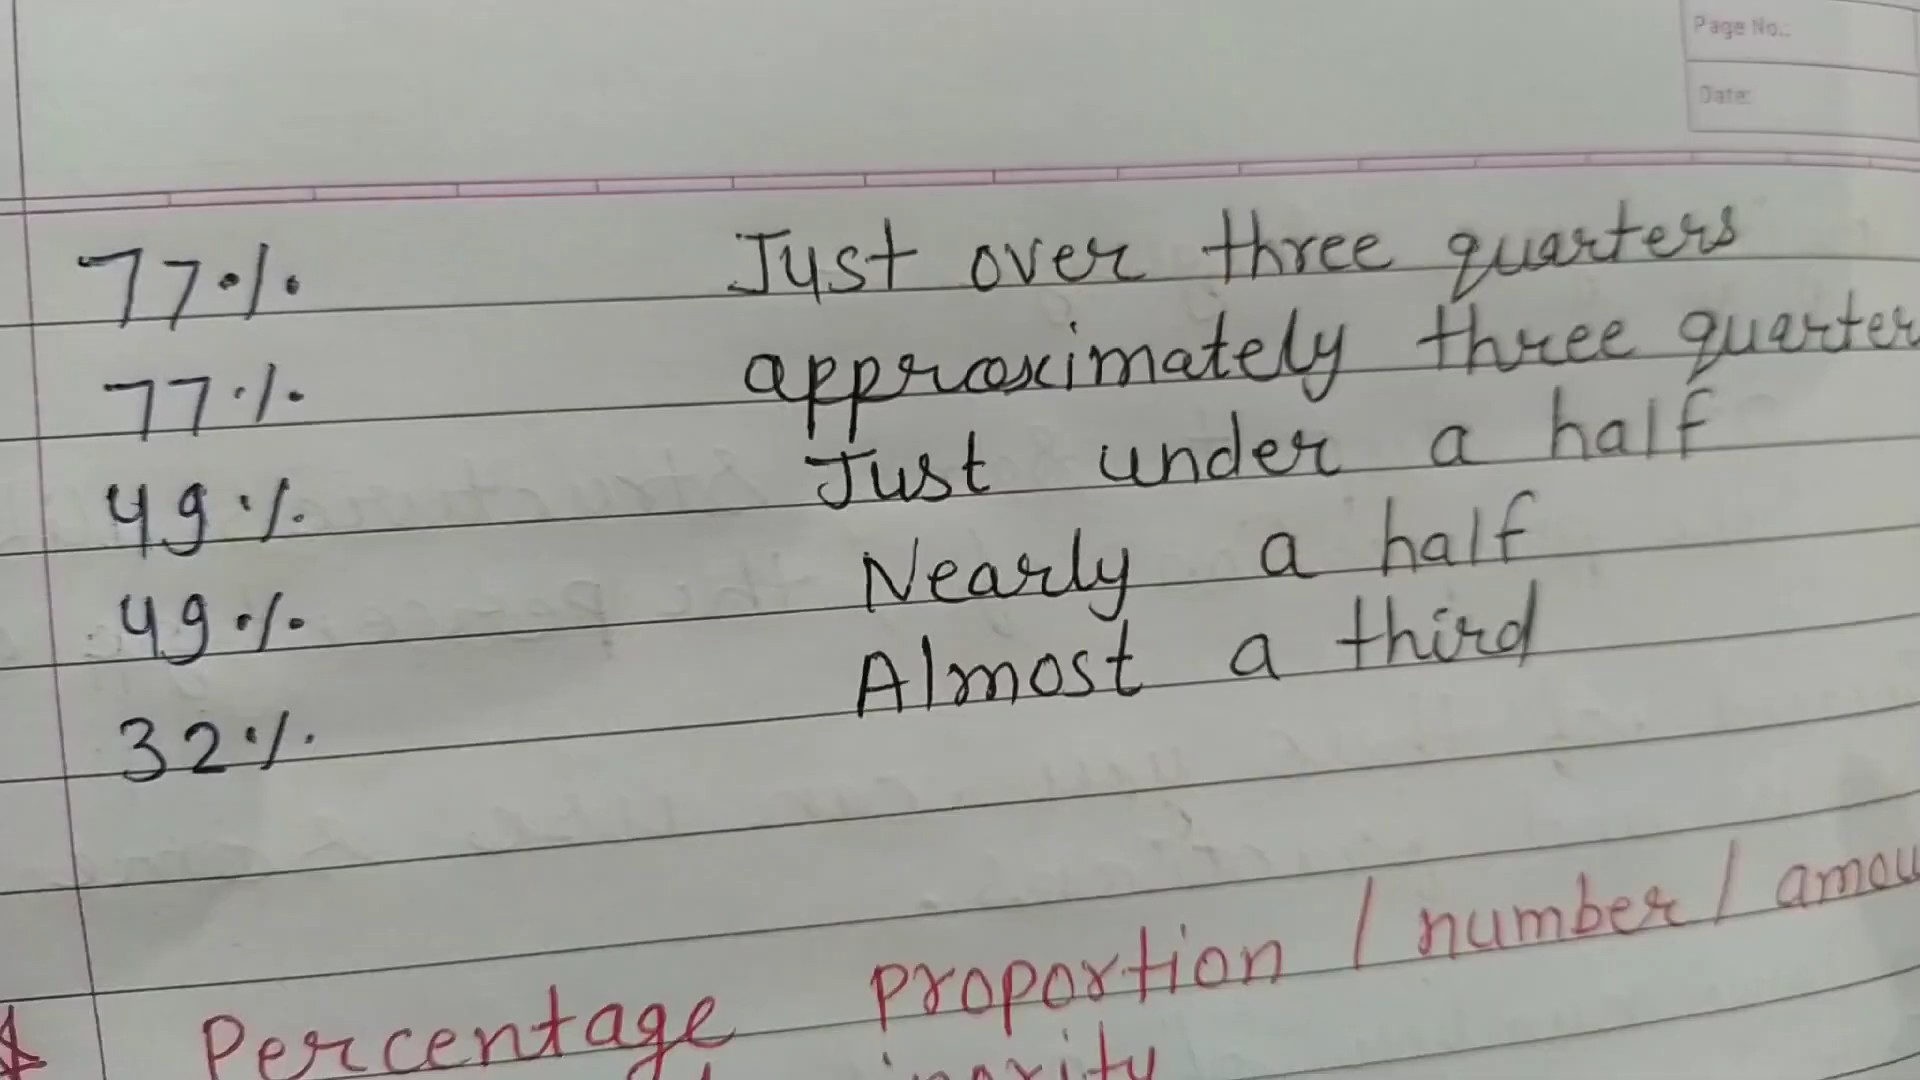 Page No.:
Date:
77% Just over three quarters
77% approximately three quarter
49% Just under a half
49% Nearly a half
32% Almost a third
Percentage proportion / number / amou